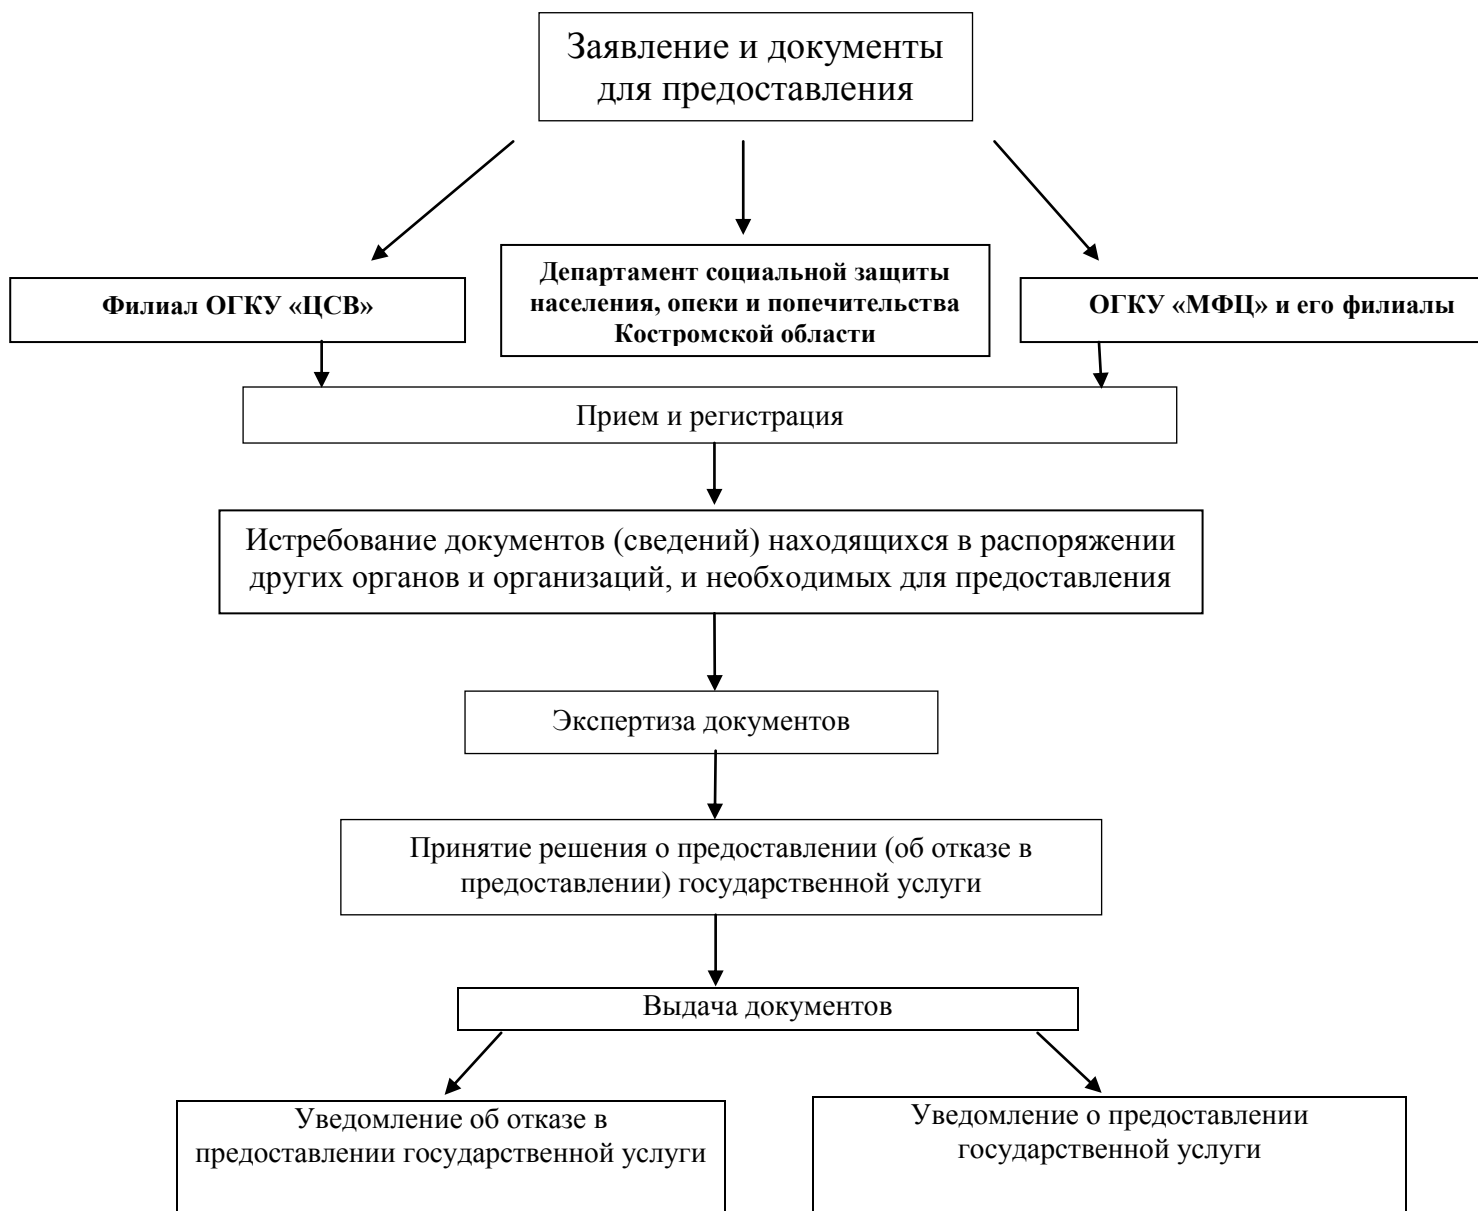 Заявление и документы
для предоставления
Филиал ОГКУ «ЦСВ»
Департамент социальной защиты
населения, опеки и попечительства
Костромской области
ОГКУ «МФЦ» и его филиалы
Прием и регистрация
Истребование документов (сведений) находящихся в распоряжении
других органов и организаций, и необходимых для предоставления
Экспертиза документов
Принятие решения о предоставлении (об отказе в
предоставлении) государственной услуги
Выдача документов
Уведомление об отказе в
предоставлении государственной услуги
Уведомление о предоставлении
государственной услуги